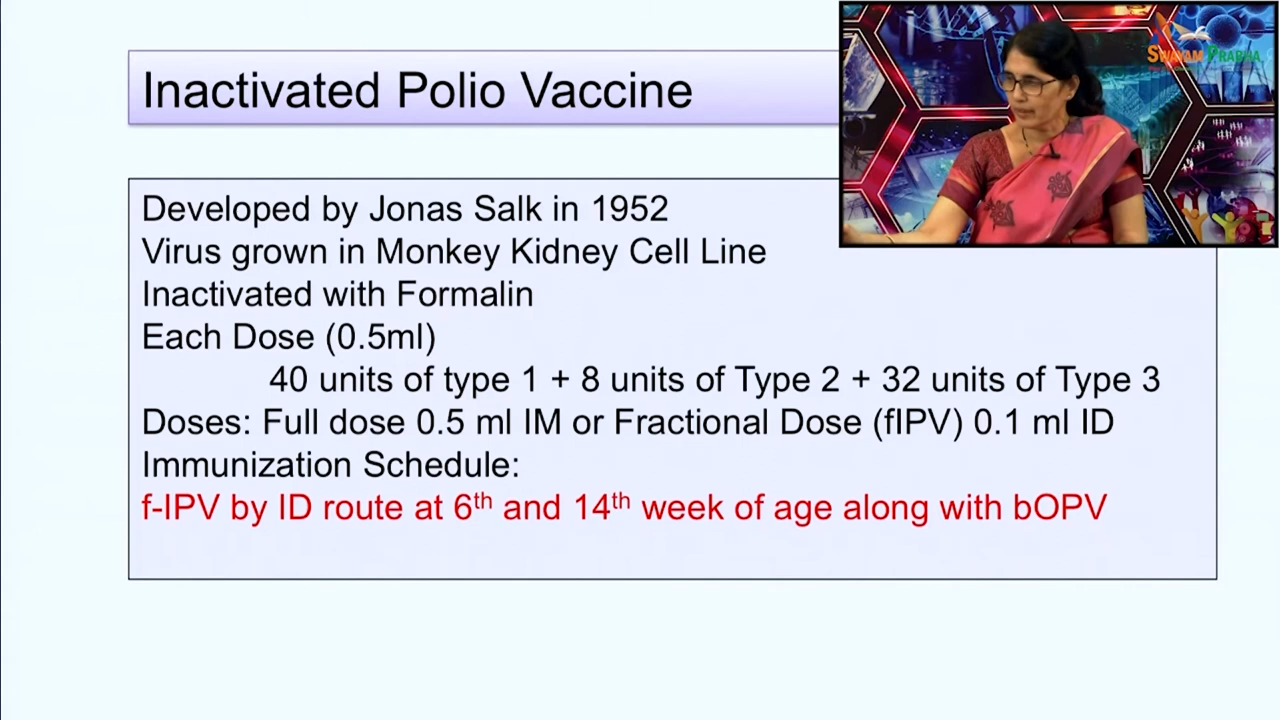 SWAYAM PRABHA
Inactivated Polio Vaccine
Developed by Jonas Salk in 1952
Virus grown in Monkey Kidney Cell Line
Inactivated with Formalin
Each Dose (0.5ml)
40 units of type 1 + 8 units of Type 2 + 32 units of Type 3
Doses: Full dose 0.5 ml IM or Fractional Dose (fIPV) 0.1 ml ID
Immunization Schedule:
f-IPV by ID route at 6th and 14th week of age along with bOPV